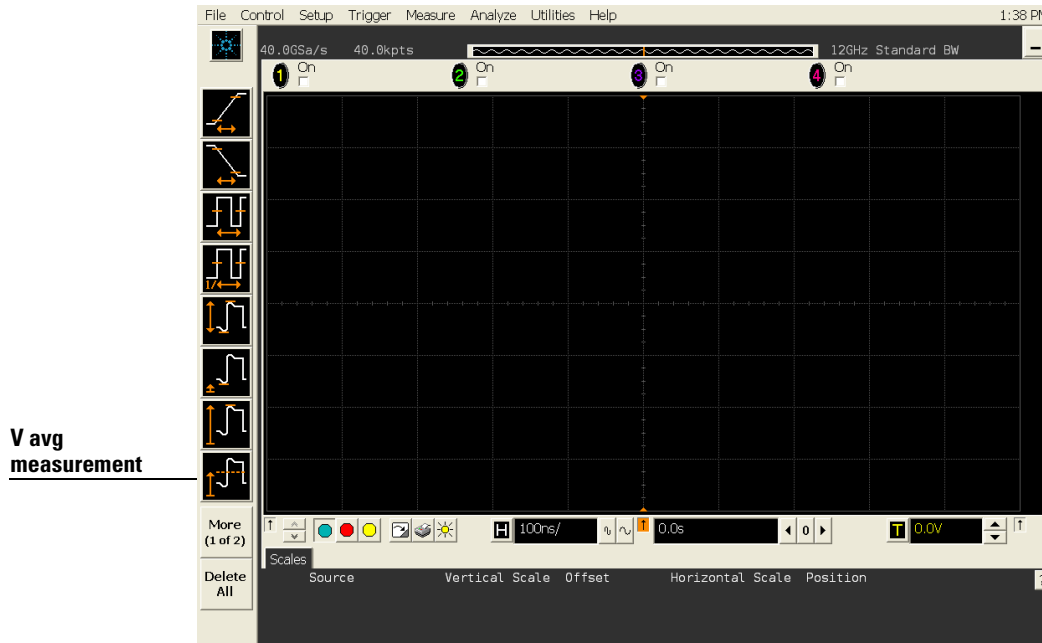 File Control Setup Trigger Measure Analyze Utilities Help 1:38 PM
40.0GSa/s 40.0kpts 12GHz Standard BW
1 On 2 On 3 On 4 On
1/
V avg
measurement
More
(1 of 2)
H 100ns/ 0.0s 0 T 0.0V
Scales
Delete
All
Source Vertical Scale Offset Horizontal Scale Position